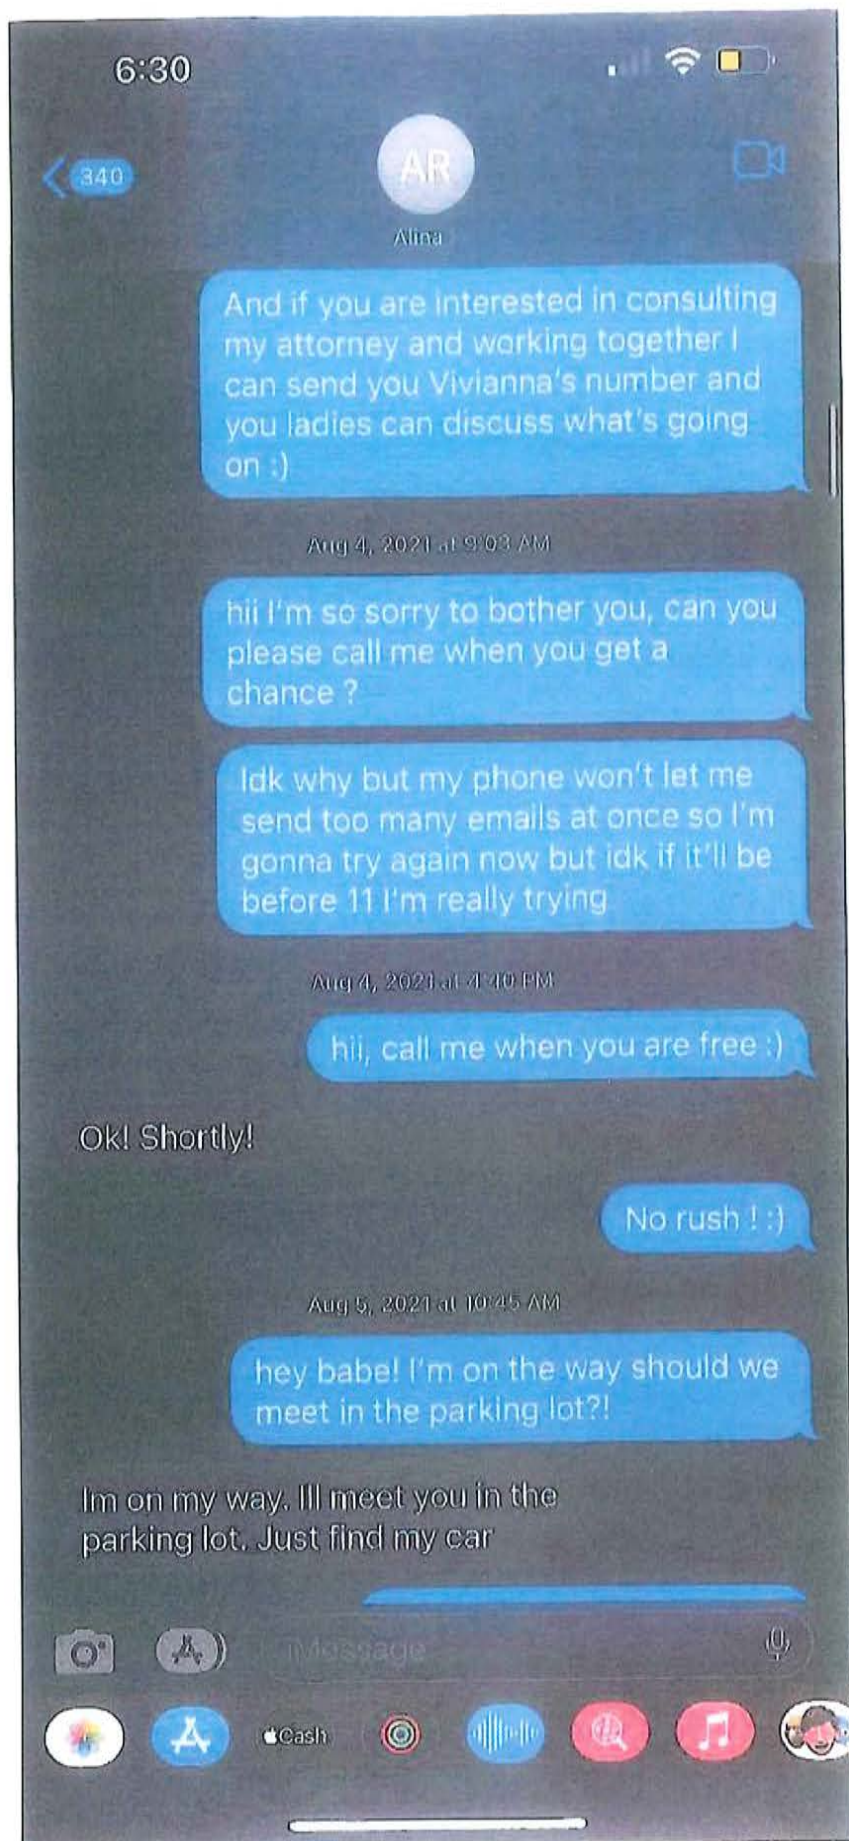 6:30
340
AR
Alina
And if you are interested in consulting
my attorney and working together I
can send you Vivianna's number and
you ladies can discuss what's going
on :)
Aug 4, 2021 at 9:03 AM
hii I'm so sorry to bother you, can you
please call me when you get a
chance ?
Idk why but my phone won't let me
send too many emails at once so I'm
gonna try again now but idk if it'll be
before 11 I'm really trying
Aug 4, 2021 at 4:40 PM
hii, call me when you are free :)
Ok! Shortly!
No rush ! :)
Aug 5, 2021 at 10:45 AM
hey babe! I'm on the way should we
meet in the parking lot?!
Im on my way. Ill meet you in the
parking lot. Just find my car
iMessage
Cash